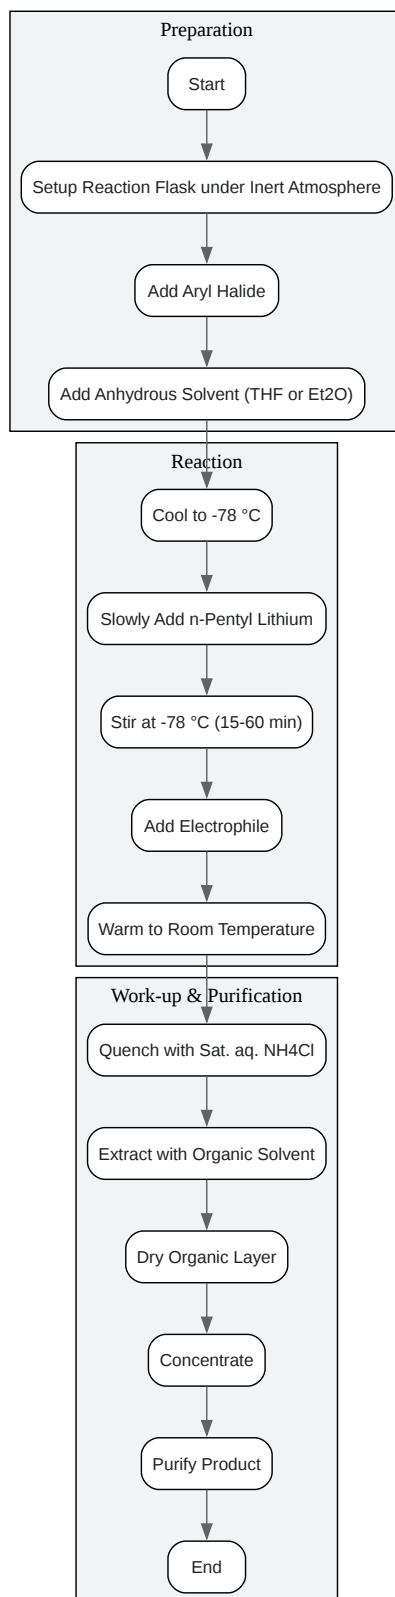 Preparation
Start
Setup Reaction Flask under Inert Atmosphere
Add Aryl Halide
Add Anhydrous Solvent (THF or Et2O)
Reaction
Cool to -78 °C
Slowly Add n-Pentyl Lithium
Stir at -78 °C (15-60 min)
Add Electrophile
Warm to Room Temperature
Work-up & Purification
Quench with Sat. aq. NH4Cl
Extract with Organic Solvent
Dry Organic Layer
Concentrate
Purify Product
End